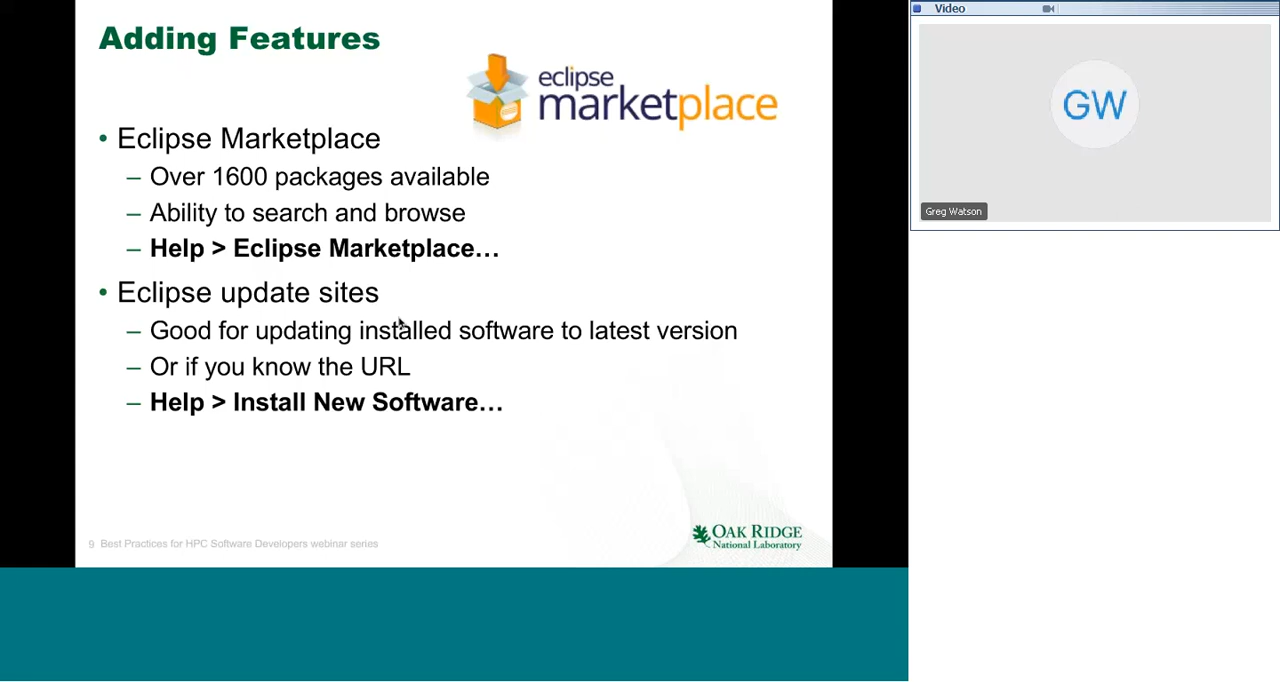 Adding Features
eclipse
marketplace
• Eclipse Marketplace
– Over 1600 packages available
– Ability to search and browse
– Help > Eclipse Marketplace…
• Eclipse update sites
– Good for updating installed software to latest version
– Or if you know the URL
– Help > Install New Software…
9 Best Practices for HPC Software Developers webinar series
OAK RIDGE
National Laboratory
Video
GW
Greg Watson